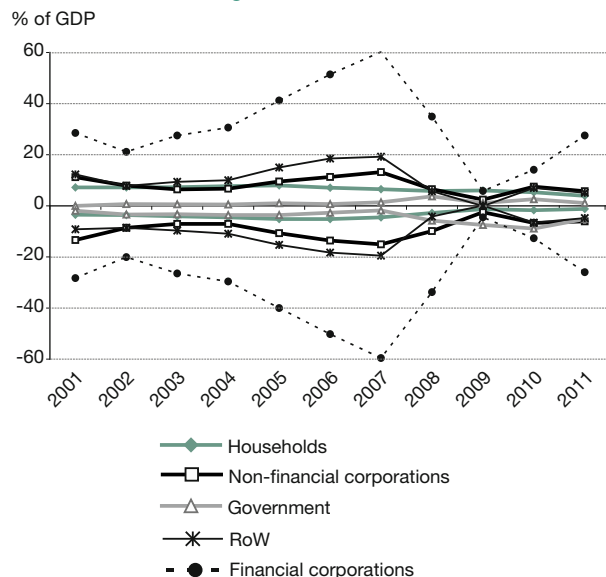 % of GDP
60
40
20
0
-20
-40
-60
2001 2002 2003 2004 2005 2006 2007 2008 2009 2010 2011
Households
Non-financial corporations
Government
RoW
Financial corporations